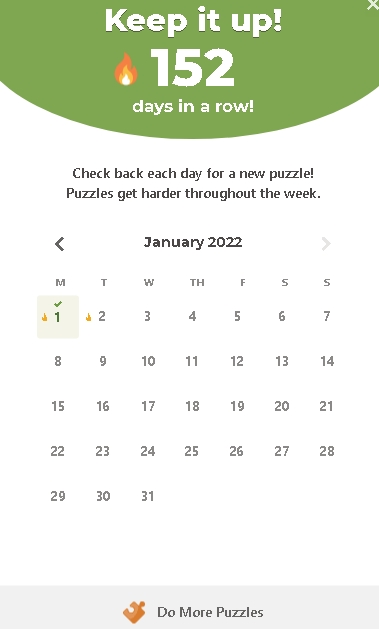 Keep it up!
152
days in a row!
Check back each day for a new puzzle!
Puzzles get harder throughout the week.
January 2022
M T W TH F S S
1 2 3 4 5 6 7
8 9 10 11 12 13 14
15 16 17 18 19 20 21
22 23 24 25 26 27 28
29 30 31
Do More Puzzles